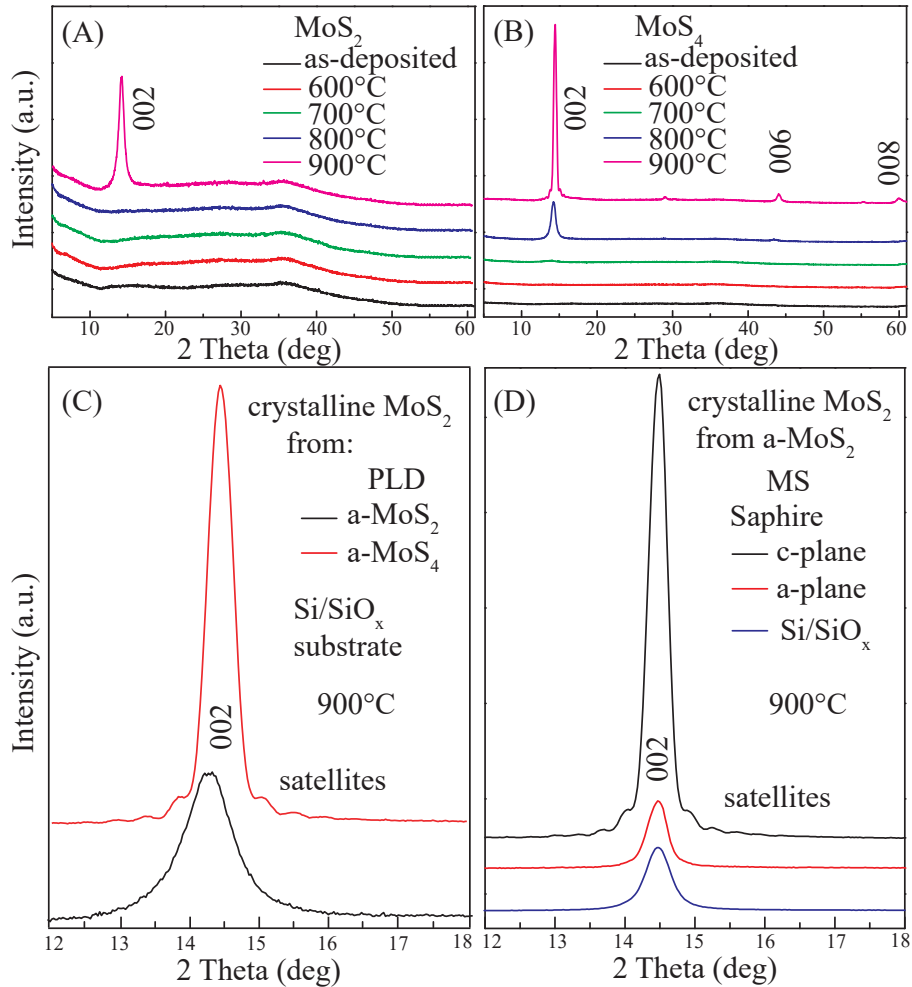 (A)
MoS2
as-deposited
600°C
700°C
800°C
900°C
002
Intensity (a.u.)
10 20 30 40 50 60
2 Theta (deg)
(B)
MoS4
as-deposited
600°C
700°C
800°C
900°C
002
006
008
10 20 30 40 50 60
2 Theta (deg)
(C)
crystalline MoS2
from:
PLD
a-MoS2
a-MoS4
Si/SiOx
substrate
900°C
002
satellites
Intensity (a.u.)
12 13 14 15 16 17 18
2 Theta (deg)
(D)
crystalline MoS2
from a-MoS2
MS
Saphire
c-plane
a-plane
Si/SiOx
900°C
002
satellites
12 13 14 15 16 17 18
2 Theta (deg)